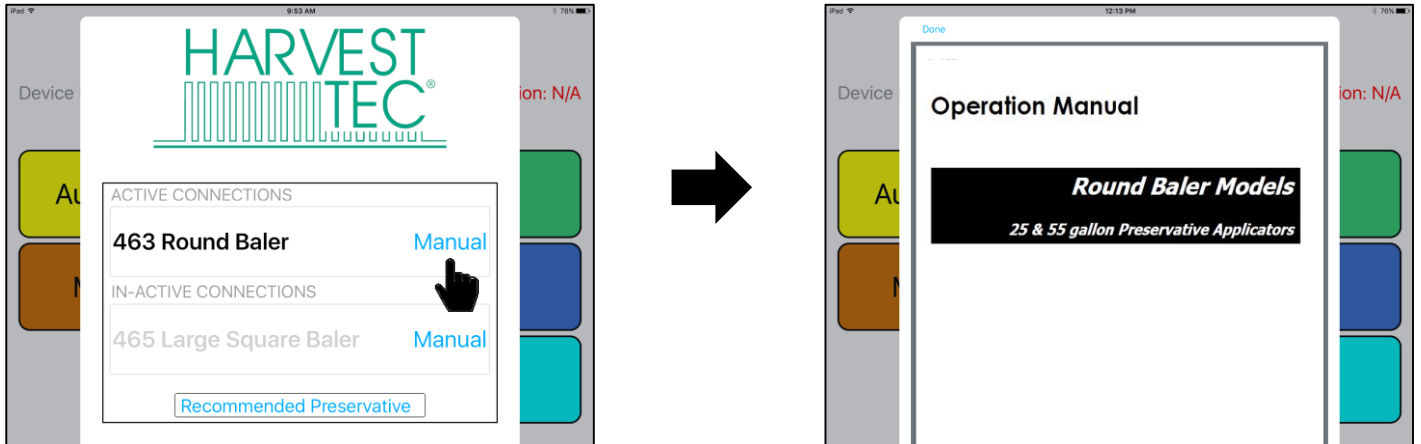 iPad 9:53 AM 78%
HARVEST
TEC®
Device ion: N/A
Au
ACTIVE CONNECTIONS
463 Round Baler Manual
IN-ACTIVE CONNECTIONS
465 Large Square Baler Manual
Recommended Preservative
iPad 12:13 PM 76%
Done
Device ion: N/A
Operation Manual
Au
Round Baler Models
25 & 55 gallon Preservative Applicators